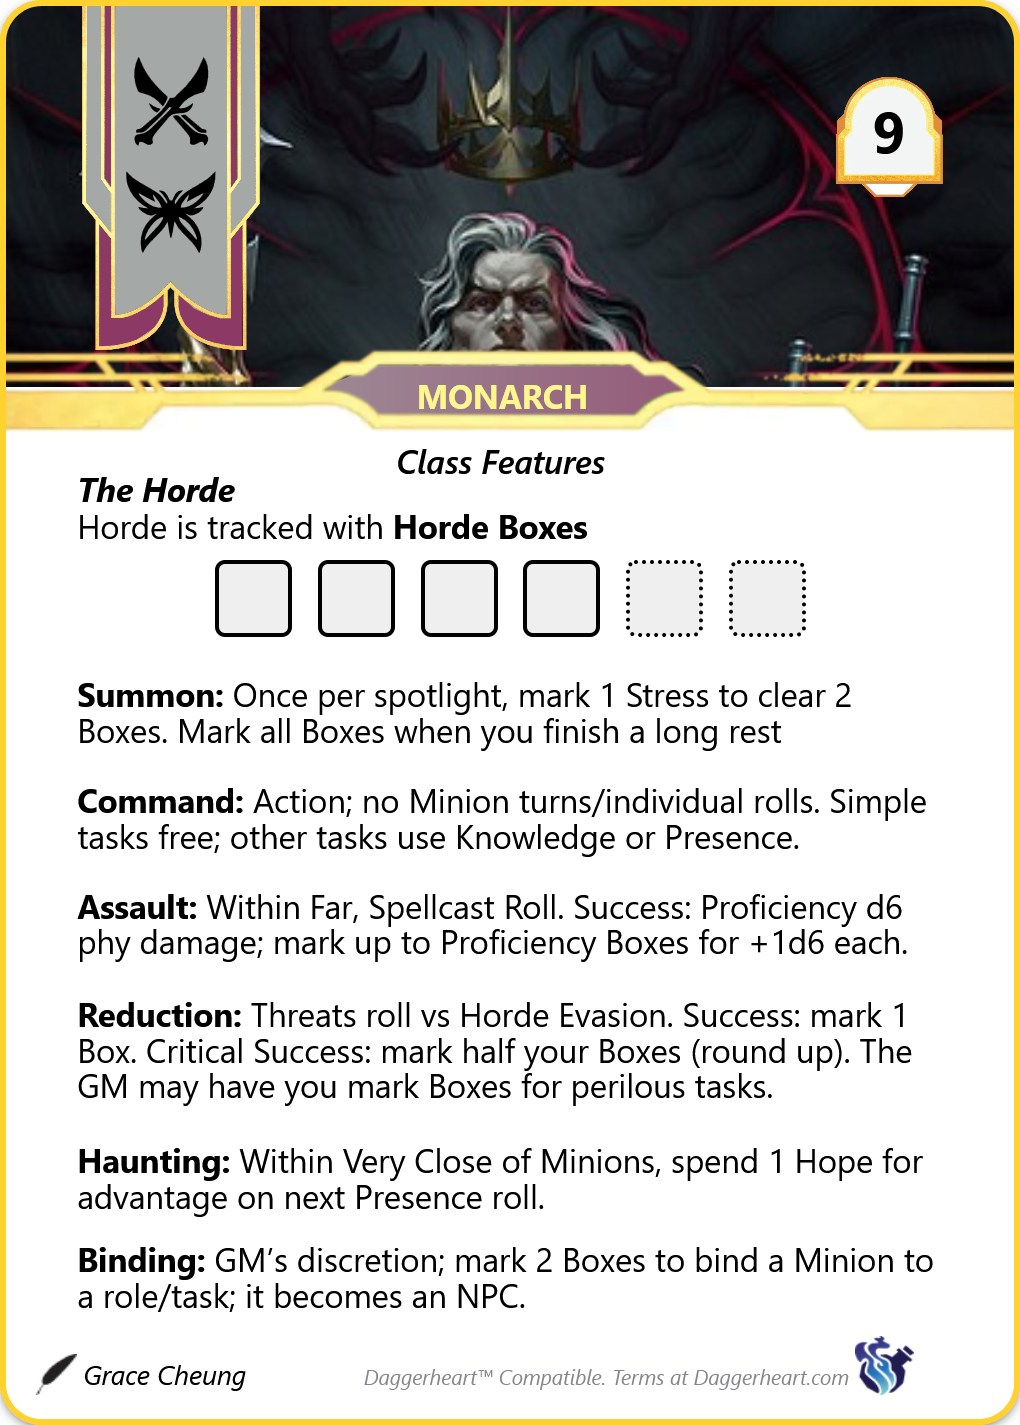 9
MONARCH
Class Features
The Horde
Horde is tracked with Horde Boxes
Summon: Once per spotlight, mark 1 Stress to clear 2
Boxes. Mark all Boxes when you finish a long rest
Command: Action; no Minion turns/individual rolls. Simple
tasks free; other tasks use Knowledge or Presence.
Assault: Within Far, Spellcast Roll. Success: Proficiency d6
phy damage; mark up to Proficiency Boxes for +1d6 each.
Reduction: Threats roll vs Horde Evasion. Success: mark 1
Box. Critical Success: mark half your Boxes (round up). The
GM may have you mark Boxes for perilous tasks.
Haunting: Within Very Close of Minions, spend 1 Hope for
advantage on next Presence roll.
Binding: GM’s discretion; mark 2 Boxes to bind a Minion to
a role/task; it becomes an NPC.
Grace Cheung
Daggerheart™ Compatible. Terms at Daggerheart.com